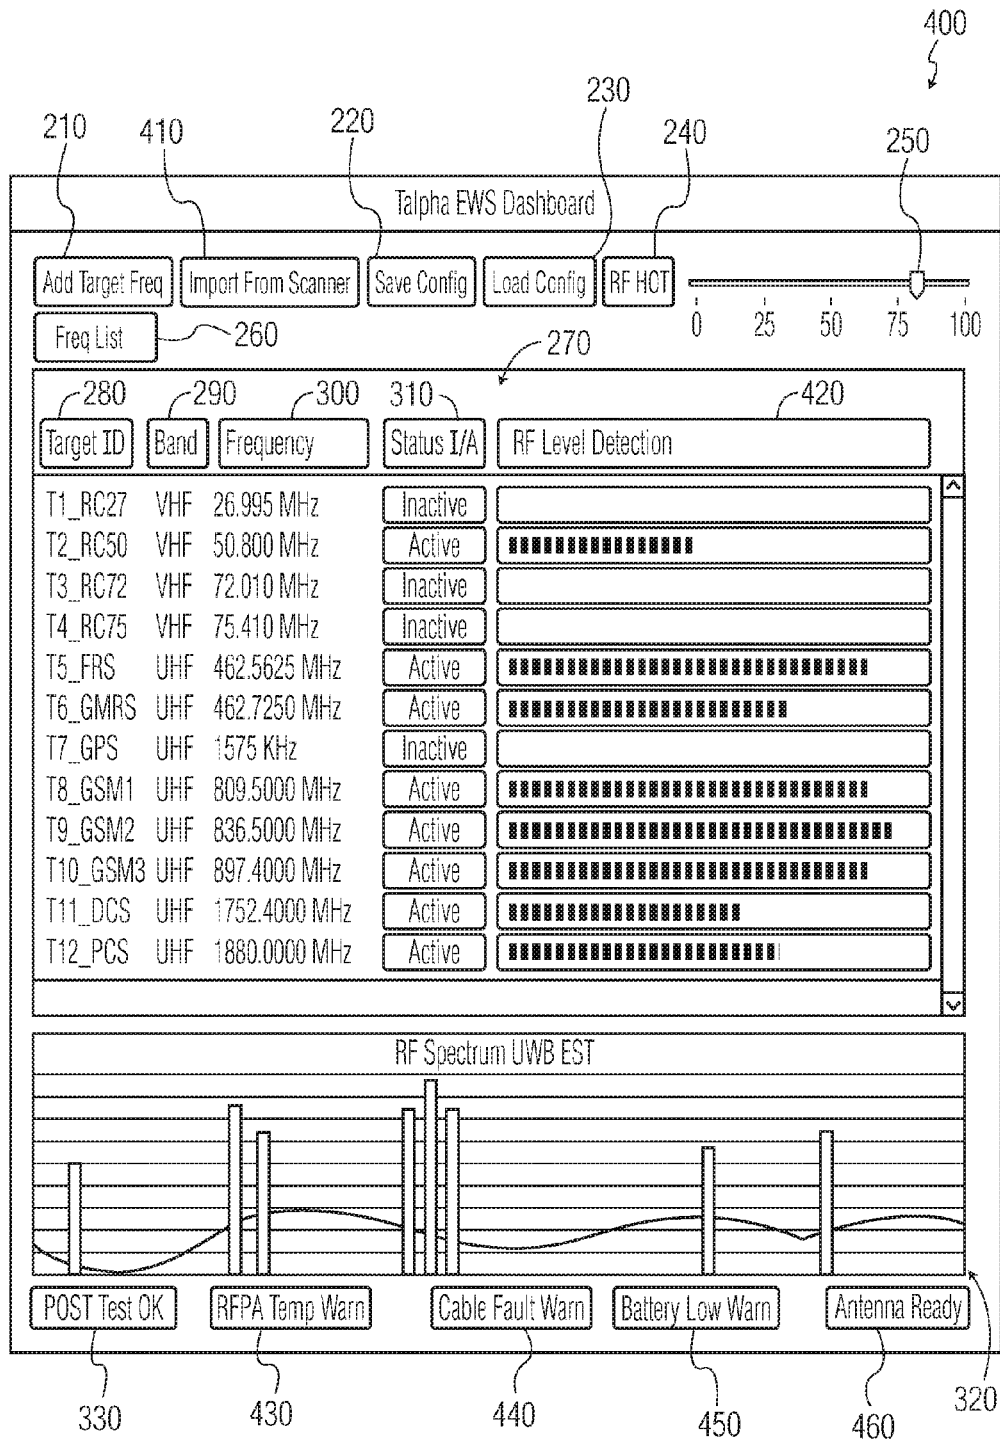 400
210 410 220 230 240 250
Talpha EWS Dashboard
Add Target Freq Import From Scanner Save Config Load Config RF HOT
0 25 50 75 100
Freq List 260
270
280 290 300 310 420
Target ID Band Frequency Status I/A RF Level Detection
T1_RC27 VHF 26.995 MHz Inactive
T2_RC50 VHF 50.800 MHz Active
T3_RC72 VHF 72.010 MHz Inactive
T4_RC75 VHF 75.410 MHz Inactive
T5_FRS UHF 462.5625 MHz Active
T6_GMRS UHF 462.7250 MHz Active
T7_GPS UHF 1575 KHz Inactive
T8_GSM1 UHF 809.5000 MHz Active
T9_GSM2 UHF 836.5000 MHz Active
T10_GSM3 UHF 897.4000 MHz Active
T11_DCS UHF 1752.4000 MHz Active
T12_PCS UHF 1880.0000 MHz Active
RF Spectrum UWB EST
POST Test OK RFPA Temp Warn Cable Fault Warn Battery Low Warn Antenna Ready
330 430 440 450 460 320